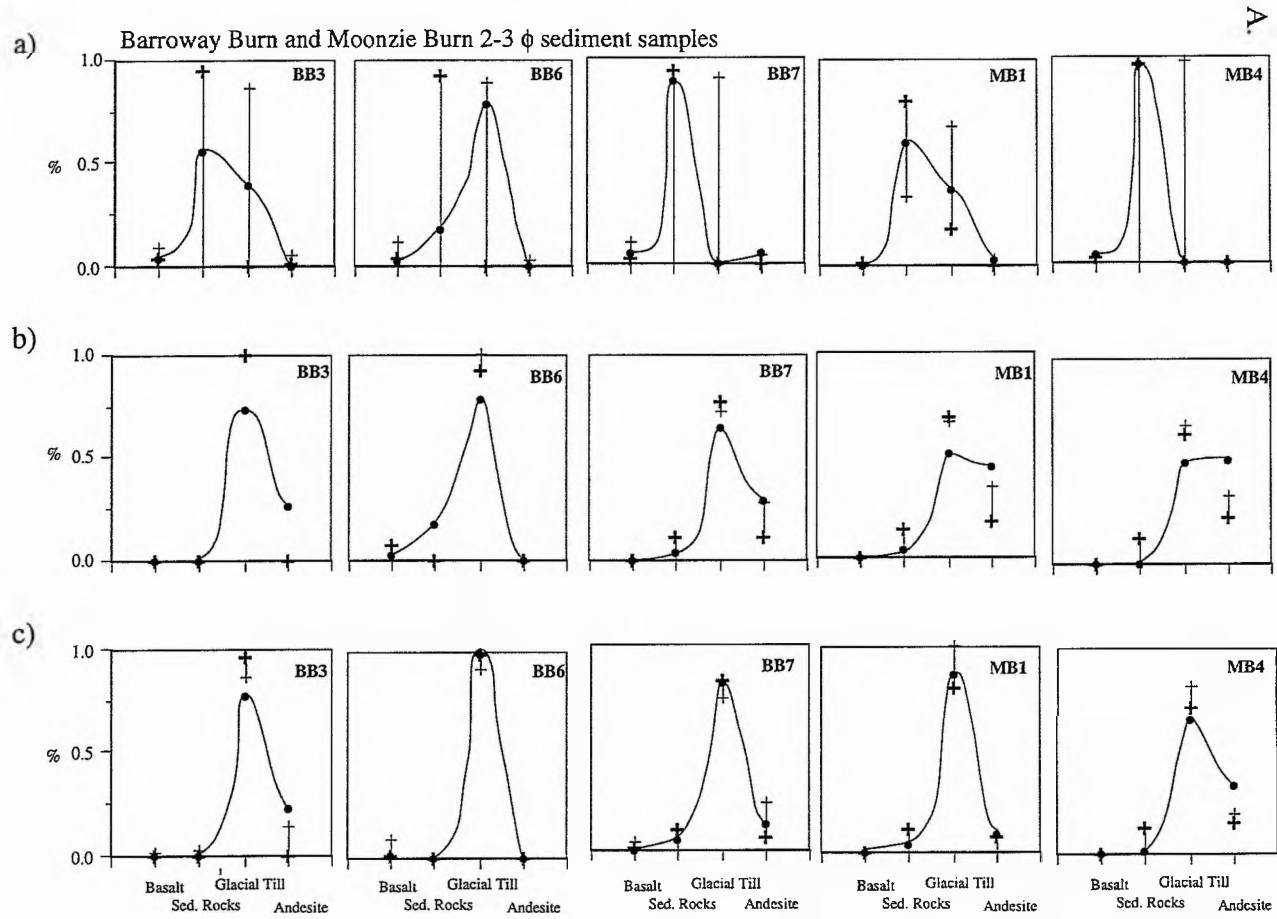 A.
a) Barroway Burn and Moonzie Burn 2-3 ϕ sediment samples
1.0 BB3 BB6 BB7 MB1 MB4
% 0.5
0.0
b)
1.0 BB3 BB6 BB7 MB1 MB4
% 0.5
0.0
c)
1.0 BB3 BB6 BB7 MB1 MB4
% 0.5
0.0
Basalt Glacial Till Basalt Glacial Till Basalt Glacial Till Basalt Glacial Till Basalt Glacial Till
Sed. Rocks Andesite Sed. Rocks Andesite Sed. Rocks Andesite Sed. Rocks Andesite Sed. Rocks Andesite